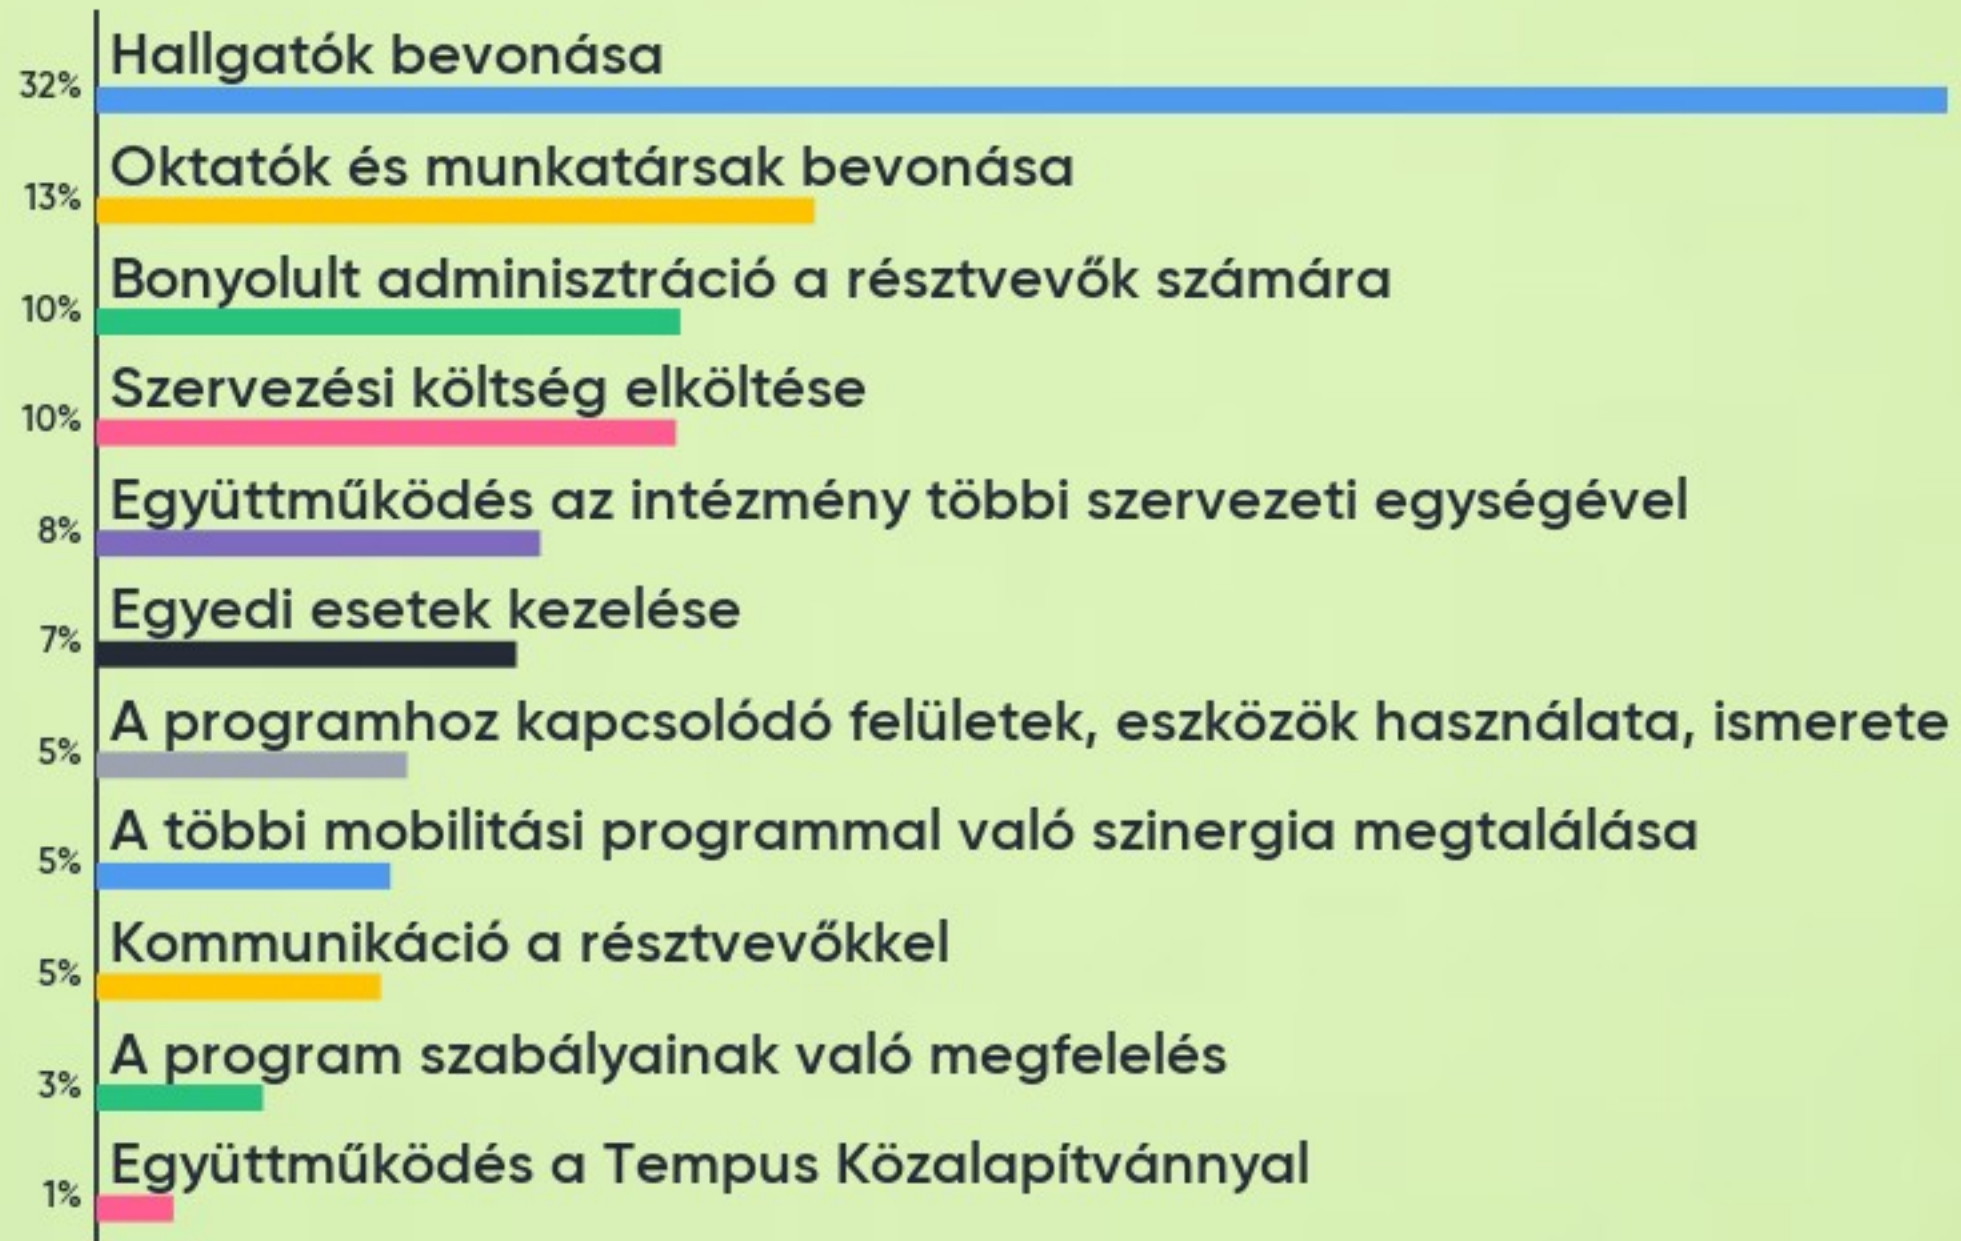 Hallgatók bevonása
32%
Oktatók és munkatársak bevonása
13%
Bonyolult adminisztráció a résztvevők számára
10%
Szervezési költség elköltése
10%
Együttműködés az intézmény többi szervezeti egységével
8%
Egyedi esetek kezelése
7%
A programhoz kapcsolódó felületek, eszközök használata, ismerete
5%
A többi mobilitási programmal való szinergia megtalálása
5%
Kommunikáció a résztvevőkkel
5%
A program szabályainak való megfelelés
3%
Együttműködés a Tempus Közalapítvánnyal
1%